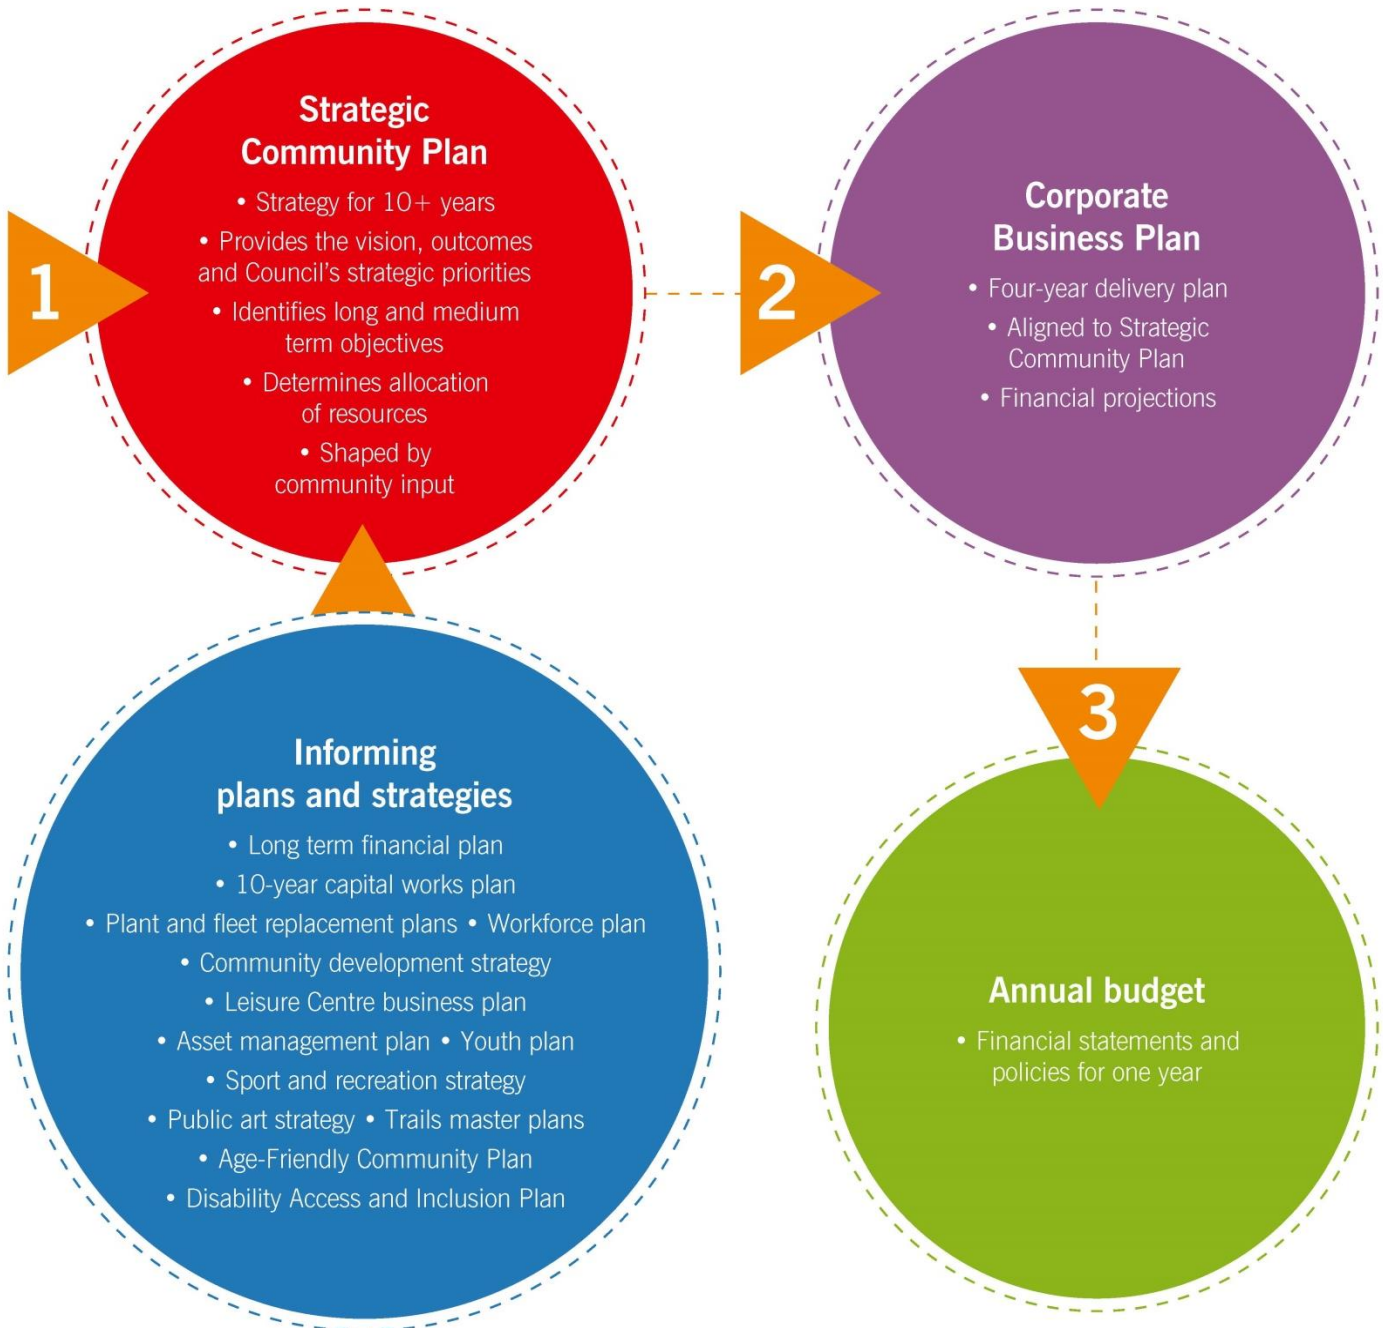 1
Strategic
Community Plan
• Strategy for 10+ years
• Provides the vision, outcomes
and Council’s strategic priorities
• Identifies long and medium
term objectives
• Determines allocation
of resources
• Shaped by
community input
2
Corporate
Business Plan
• Four-year delivery plan
• Aligned to Strategic
Community Plan
• Financial projections
3
Annual budget
• Financial statements and
policies for one year
Informing
plans and strategies
• Long term financial plan
• 10-year capital works plan
• Plant and fleet replacement plans • Workforce plan
• Community development strategy
• Leisure Centre business plan
• Asset management plan • Youth plan
• Sport and recreation strategy
• Public art strategy • Trails master plans
• Age-Friendly Community Plan
• Disability Access and Inclusion Plan